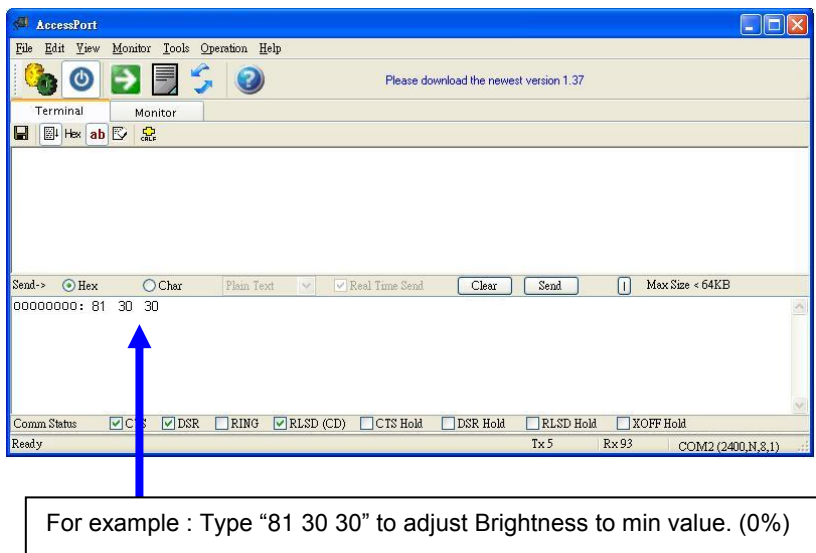 AccessPort
File Edit View Monitor Tools Operation Help
Please download the newest version 1.37
Terminal Monitor
Hex ab CRLF
Send-> Hex Char Plain Text Real Time Send Clear Send | Max Size < 64KB
00000000: 81 30 30
Comm Status CTS DSR RING RLSD (CD) CTS Hold DSR Hold RLSD Hold XOFF Hold
Ready Tx 5 Rx 93 COM2 (2400,N,8,1)
For example : Type “81 30 30” to adjust Brightness to min value. (0%)